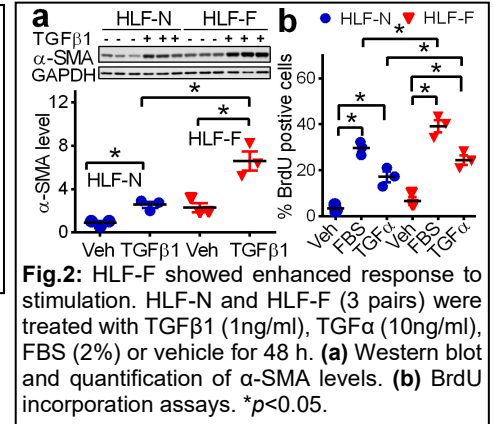 a
HLF-N HLF-F
TGFβ1 - - - + + + - - - + + +
α-SMA
GAPDH
α-SMA level
12
8
4
0
*
*
*
HLF-N
HLF-F
Veh TGFβ1 Veh TGFβ1
b
HLF-N HLF-F
% BrdU postive cells
60
40
20
0
*
*
*
*
*
*
Veh FBS TGFα Veh FBS TGFα
Fig.2: HLF-F showed enhanced response to
stimulation. HLF-N and HLF-F (3 pairs) were
treated with TGFβ1 (1ng/ml), TGFα (10ng/ml),
FBS (2%) or vehicle for 48 h. (a) Western blot
and quantification of α-SMA levels. (b) BrdU
incorporation assays. *p<0.05.